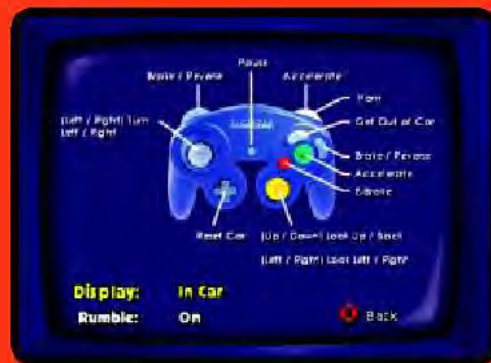 Pause
Brake / Reverse
Accelerate
Horn
(Left / Right) Turn
Left / Right
Get Out of Car
Brake / Reverse
Accelerate
E-Brake
Reset Car
(Up / Down) Look Up / Back
(Left / Right) Look Left / Right
Display: In Car
Rumble: On
Back